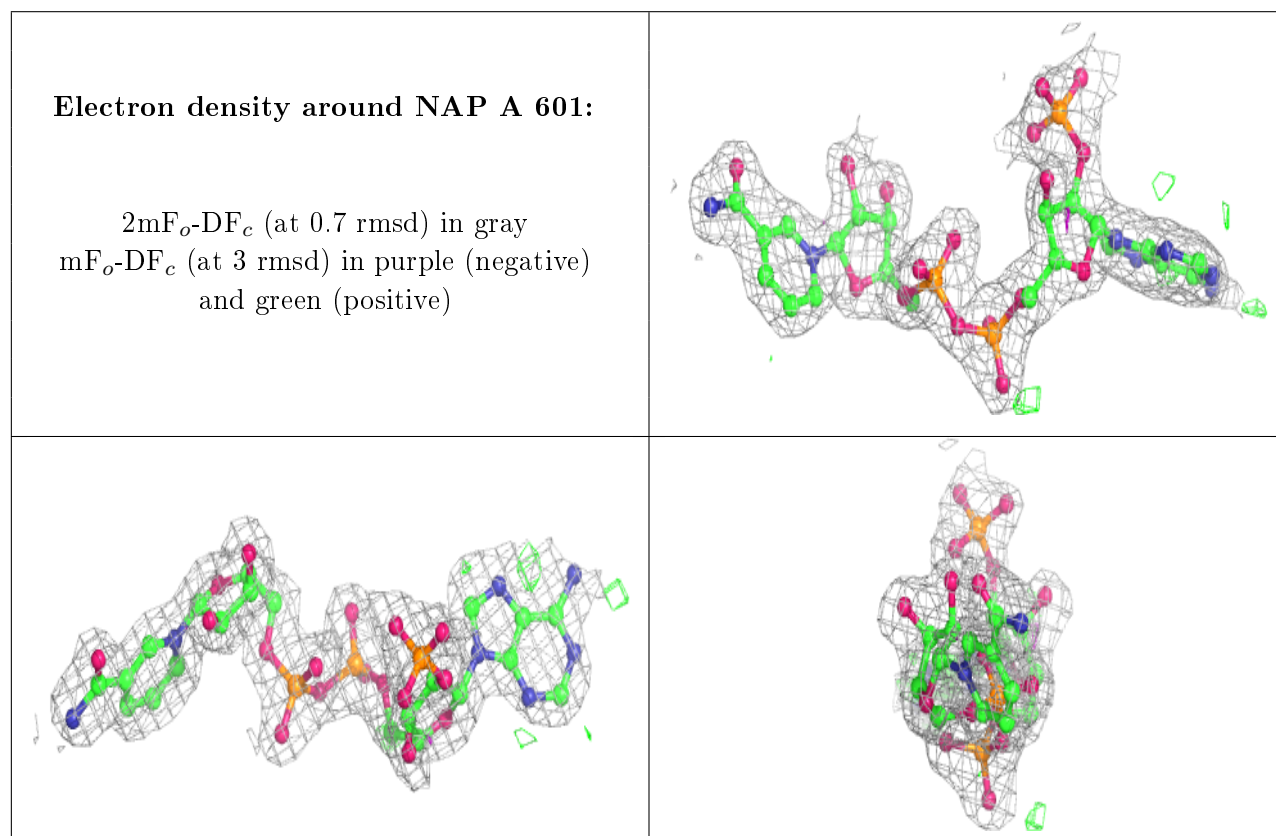 Electron density around NAP A 601:
2mFo-DFc (at 0.7 rmsd) in gray
mFo-DFc (at 3 rmsd) in purple (negative)
and green (positive)